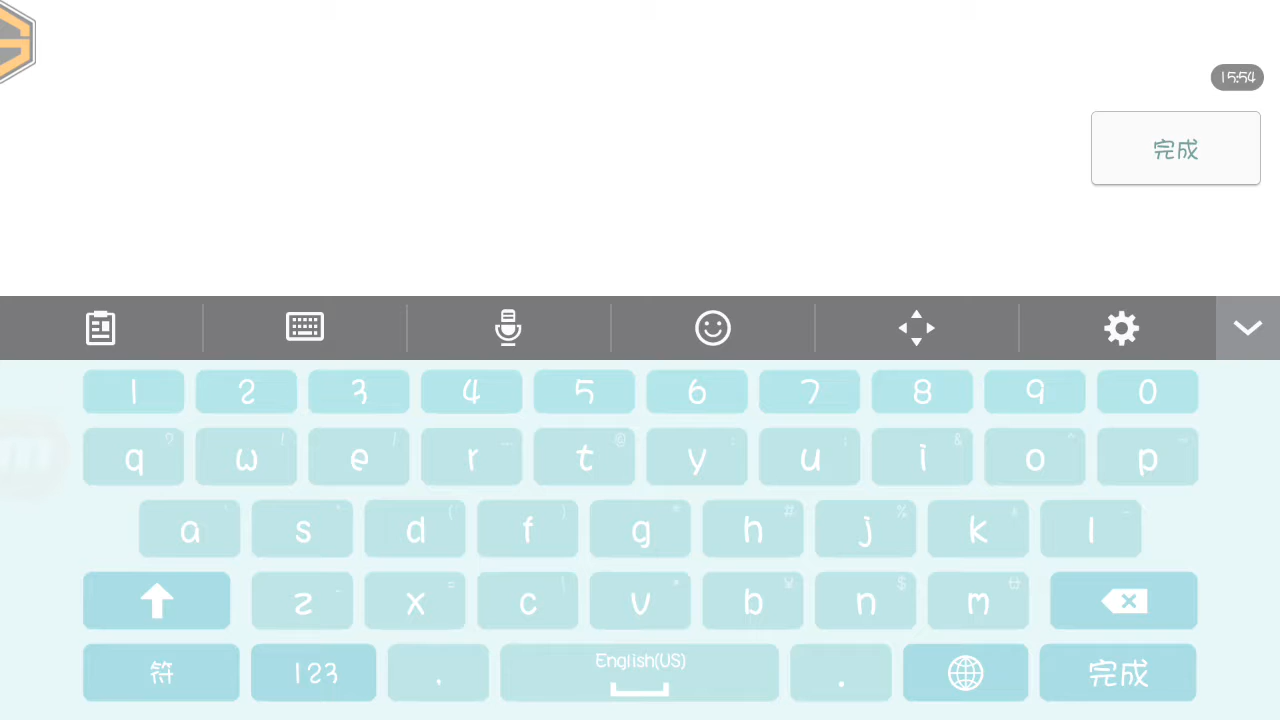 15:54
完成
1 2 3 4 5 6 7 8 9 0
q w e r t y u i o p
a s d f g h j k l
z x c v b n m
符 123 , English(US) . 完成